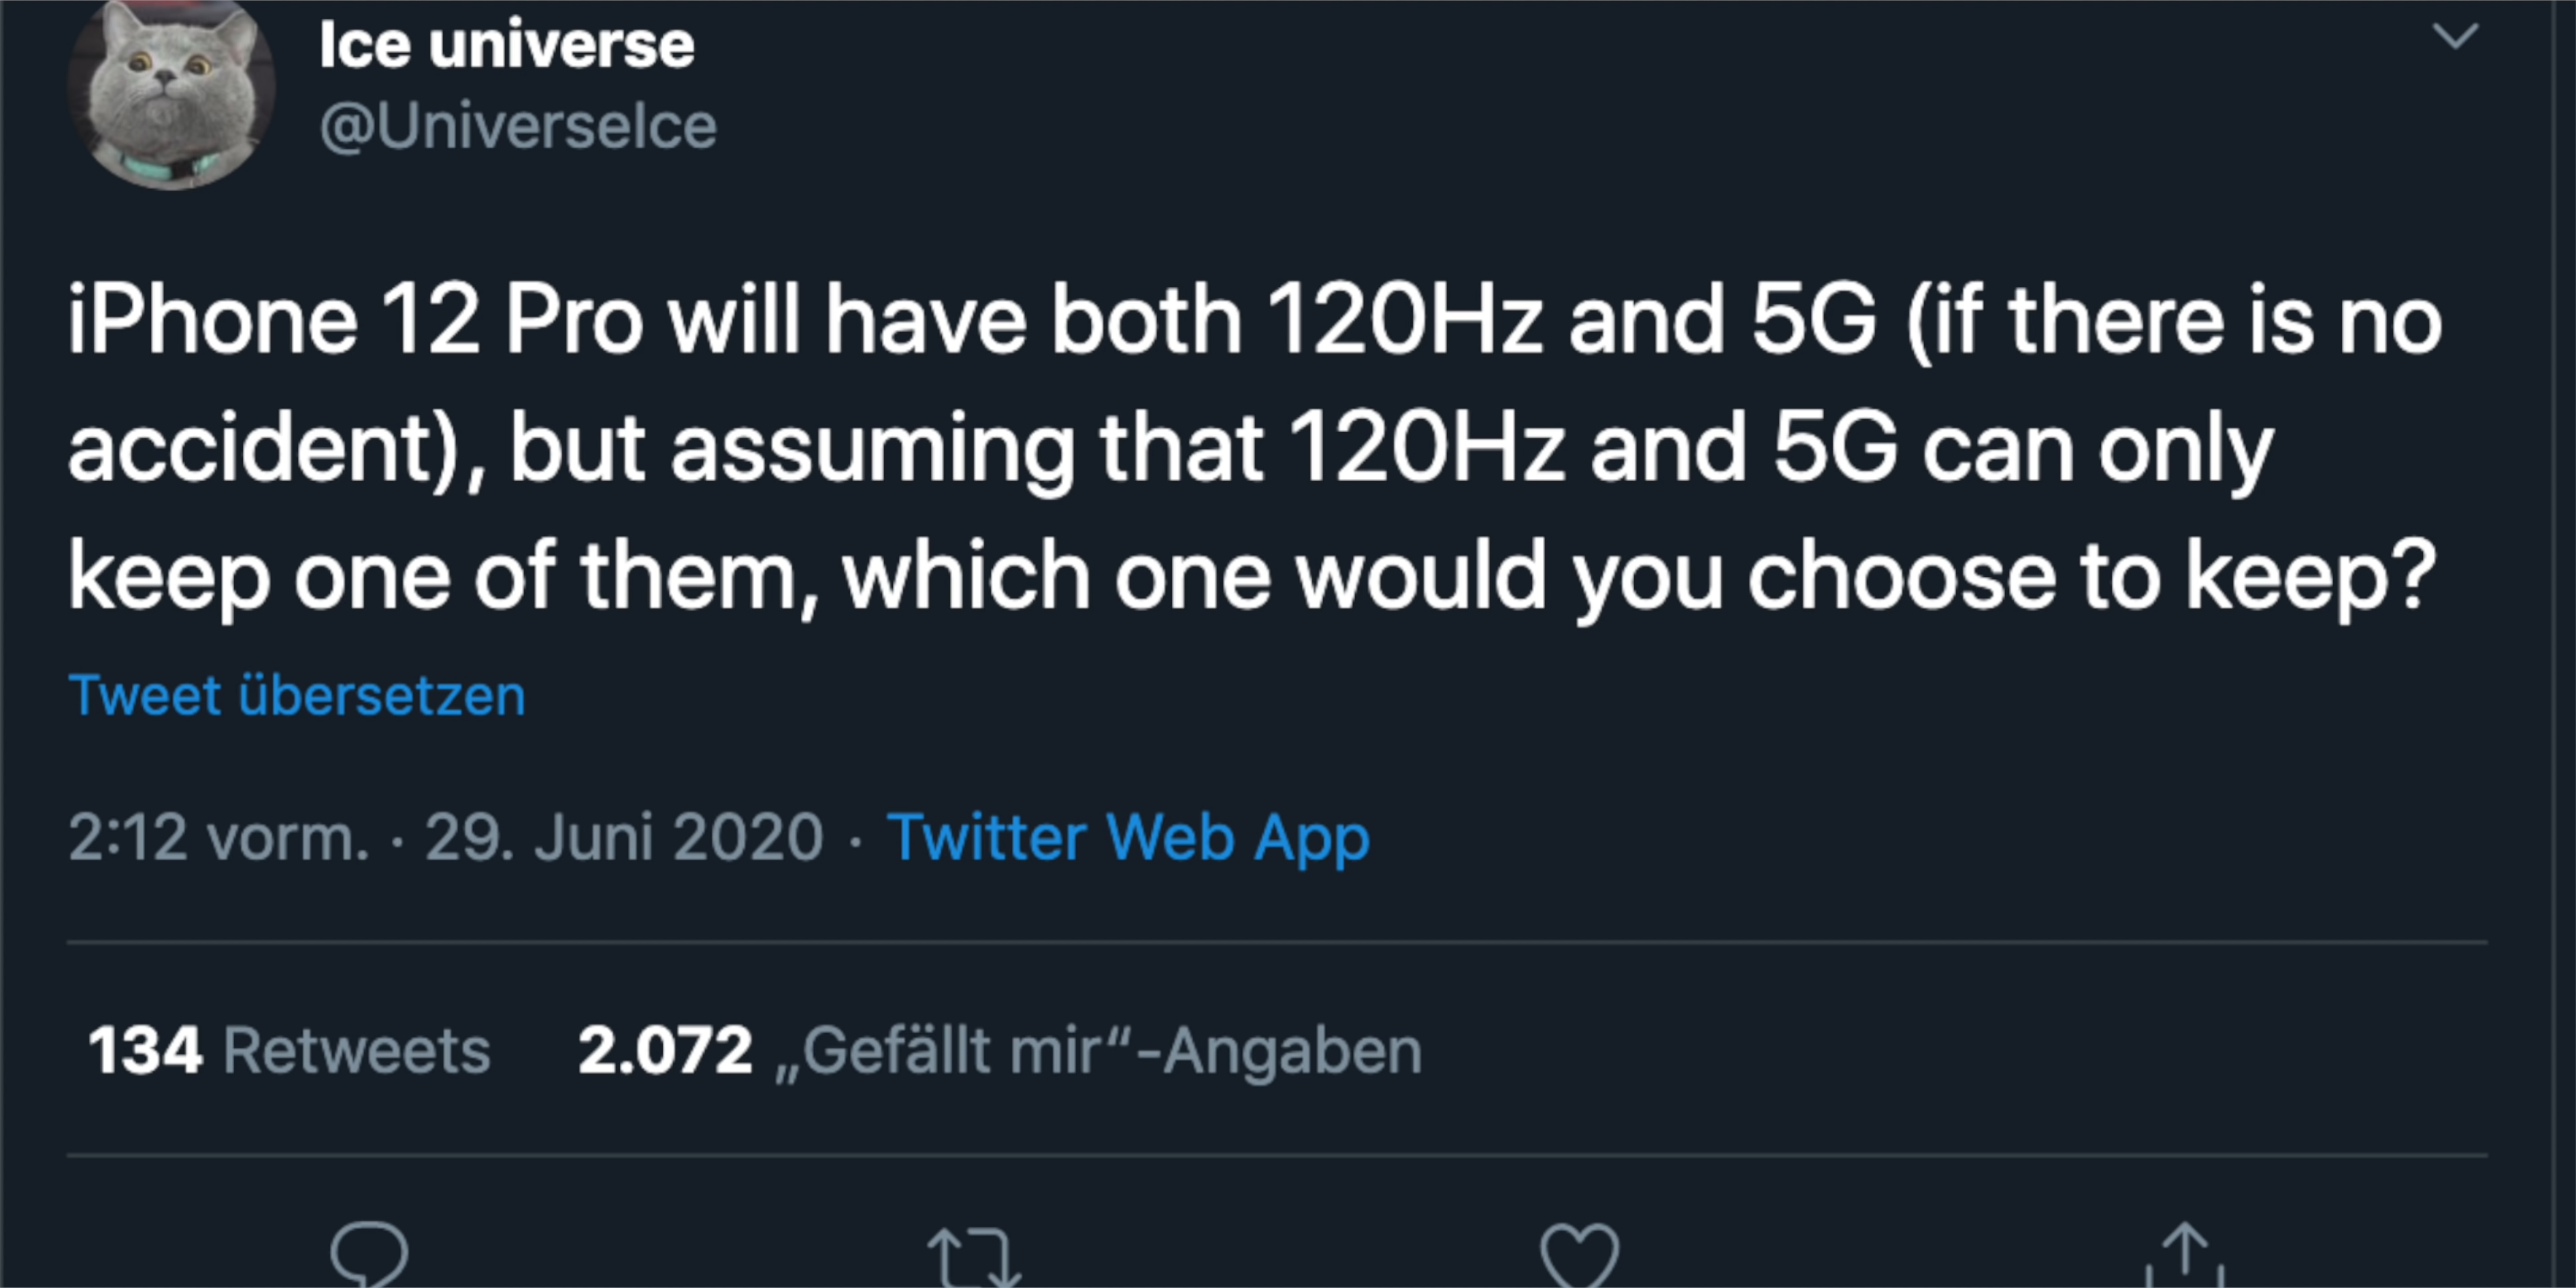 Ice universe
@UniverseIce
iPhone 12 Pro will have both 120Hz and 5G (if there is no
accident), but assuming that 120Hz and 5G can only
keep one of them, which one would you choose to keep?
Tweet übersetzen
2:12 vorm. · 29. Juni 2020 · Twitter Web App
134 Retweets 2.072 „Gefällt mir“-Angaben